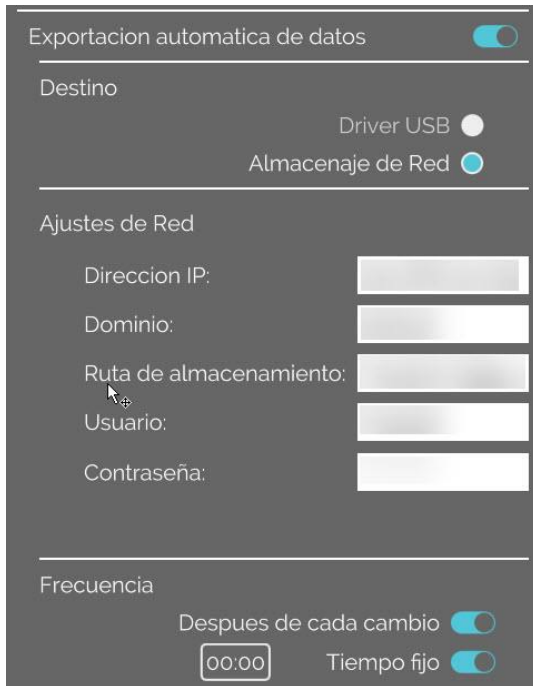 Exportacion automatica de datos
Destino
Driver USB
Almacenaje de Red
Ajustes de Red
Direccion IP:
Dominio:
Ruta de almacenamiento:
Usuario:
Contraseña:
Frecuencia
Despues de cada cambio
00:00 Tiempo fijo